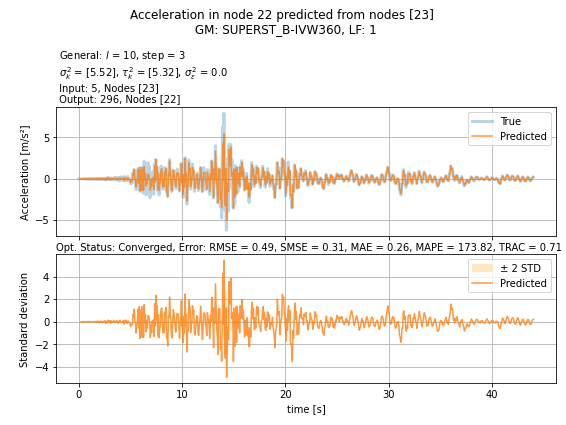 Acceleration in node 22 predicted from nodes [23]
GM: SUPERST_B-IVW360, LF: 1
General: l = 10, step = 3
σ²ₖ = [5.52], τ²ₖ = [5.32], σ²ε = 0.0
Input: 5, Nodes [23]
Output: 296, Nodes [22]
Acceleration [m/s²]
5
0
−5
True
Predicted
Opt. Status: Converged, Error: RMSE = 0.49, SMSE = 0.31, MAE = 0.26, MAPE = 173.82, TRAC = 0.71
Standard deviation
4
2
0
−2
−4
± 2 STD
Predicted
0 10 20 30 40
time [s]